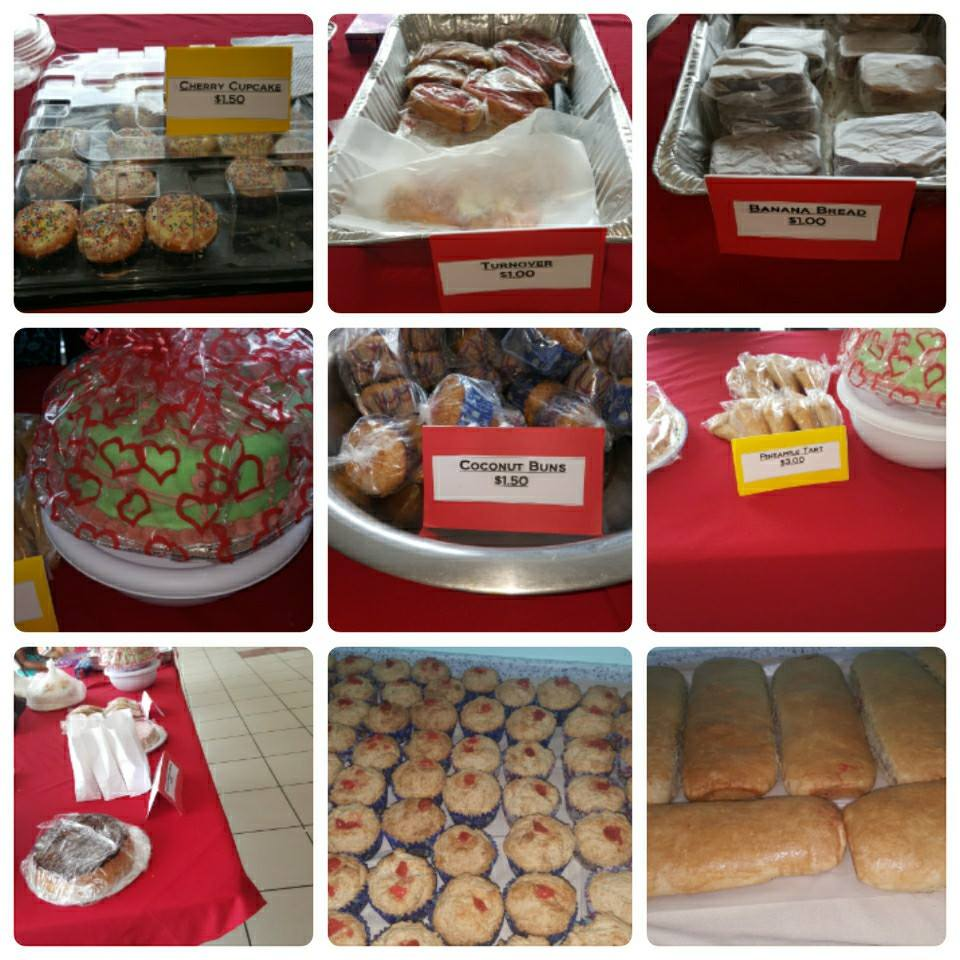 CHERRY CUPCAKE
$1.50
TURNOVER
$1.00
BANANA BREAD
$1.00
COCONUT BUNS
$1.50
PINEAPPLE TART
$3.00